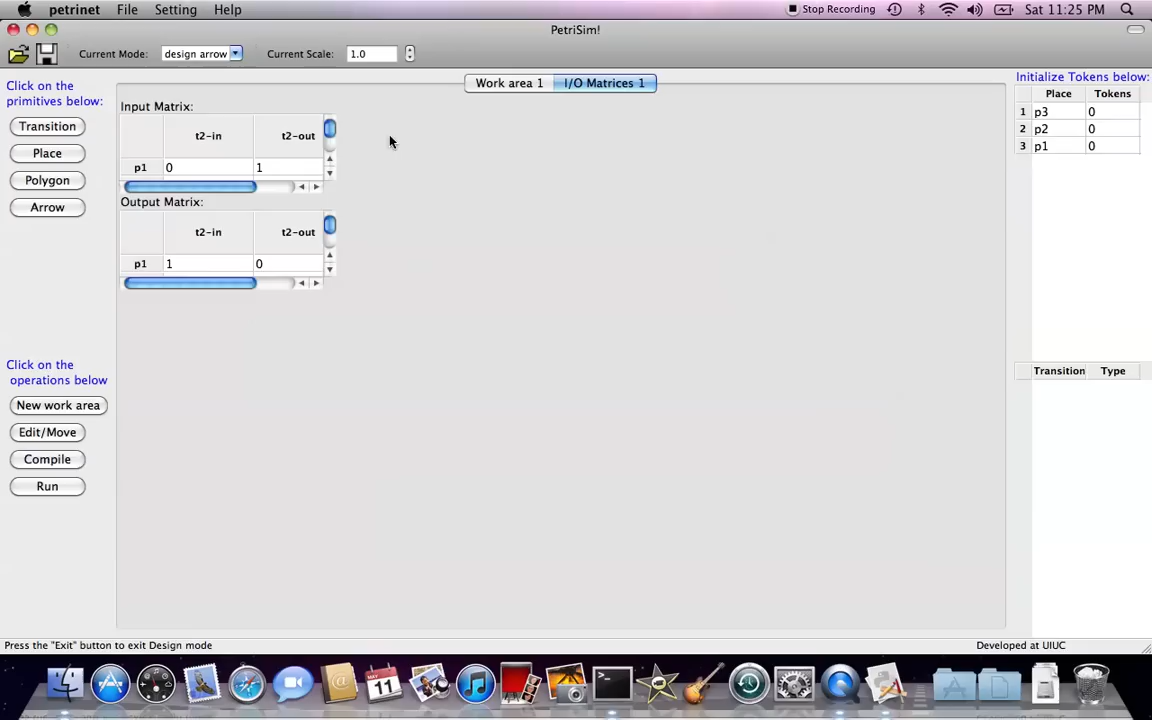 petrinet File Setting Help Stop Recording Sat 11:25 PM
PetriSim!
Current Mode: design arrow Current Scale: 1.0
Work area 1 I/O Matrices 1
Click on the
primitives below:
Transition
Place
Polygon
Arrow
Click on the
operations below
New work area
Edit/Move
Compile
Run
Input Matrix:
t2-in t2-out
p1 0 1
Output Matrix:
t2-in t2-out
p1 1 0
Initialize Tokens below:
Place Tokens
1 p3 0
2 p2 0
3 p1 0
Transition Type
Press the "Exit" button to exit Design mode
Developed at UIUC
11